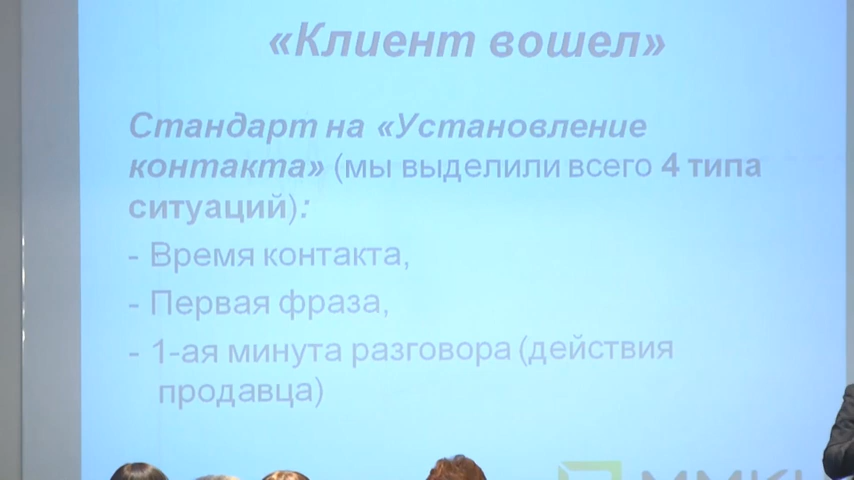 «Клиент вошел»
Стандарт на «Установление
контакта» (мы выделили всего 4 типа
ситуаций):
- Время контакта,
- Первая фраза,
- 1-ая минута разговора (действия
продавца)